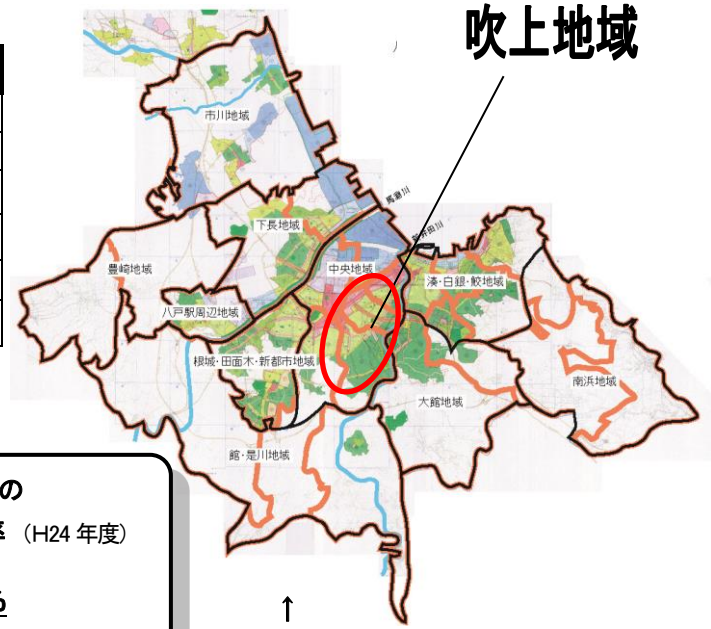 吹上地域
市川地域
馬淵川
新井田川
下長地域
豊崎地域
中央地域
湊・白銀・鮫地域
八戸駅周辺地域
根城・田面木・新都市地域
南浜地域
大館地域
館・是川地域
の
(H24 年度)
↑